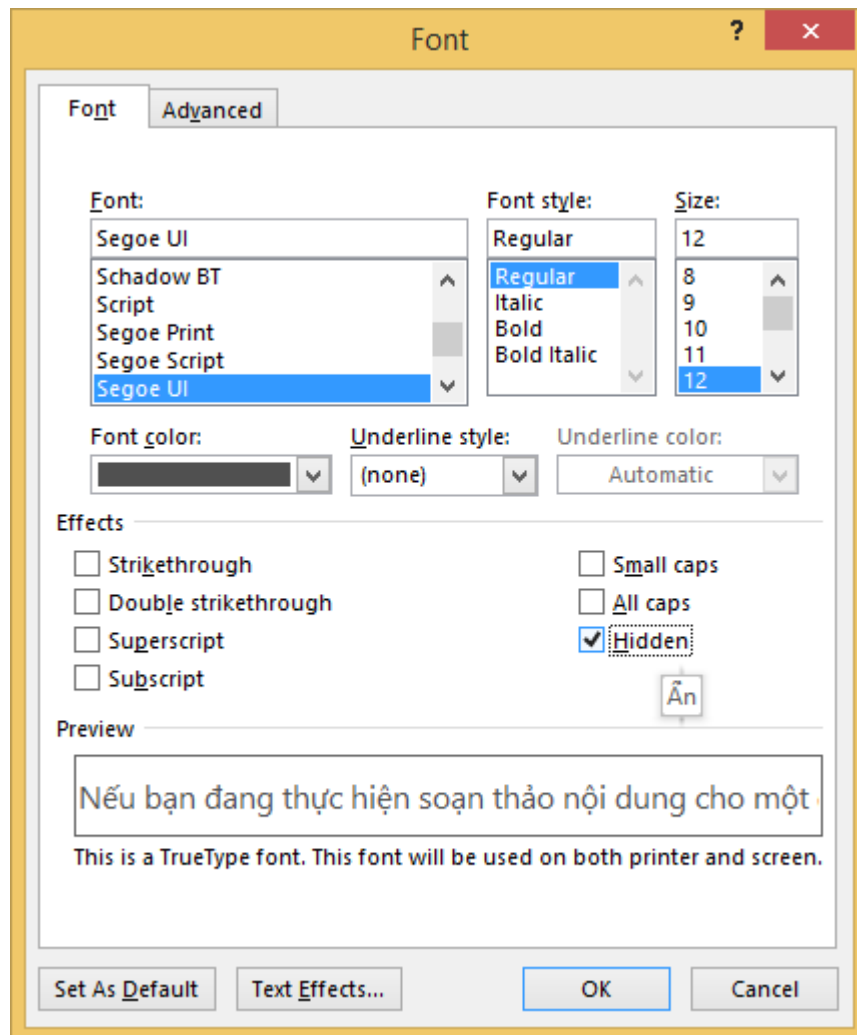 Font ?
Font Advanced
Font: Font style: Size:
Segoe UI Regular 12
Schadow BT Regular 8
Script Italic 9
Segoe Print Bold 10
Segoe Script Bold Italic 11
Segoe UI 12
Font color: Underline style: Underline color:
(none) Automatic
Effects
Strikethrough Small caps
Double strikethrough All caps
Superscript Hidden
Subscript
Ẩn
Preview
Nếu bạn đang thực hiện soạn thảo nội dung cho một
This is a TrueType font. This font will be used on both printer and screen.
Set As Default Text Effects... OK Cancel